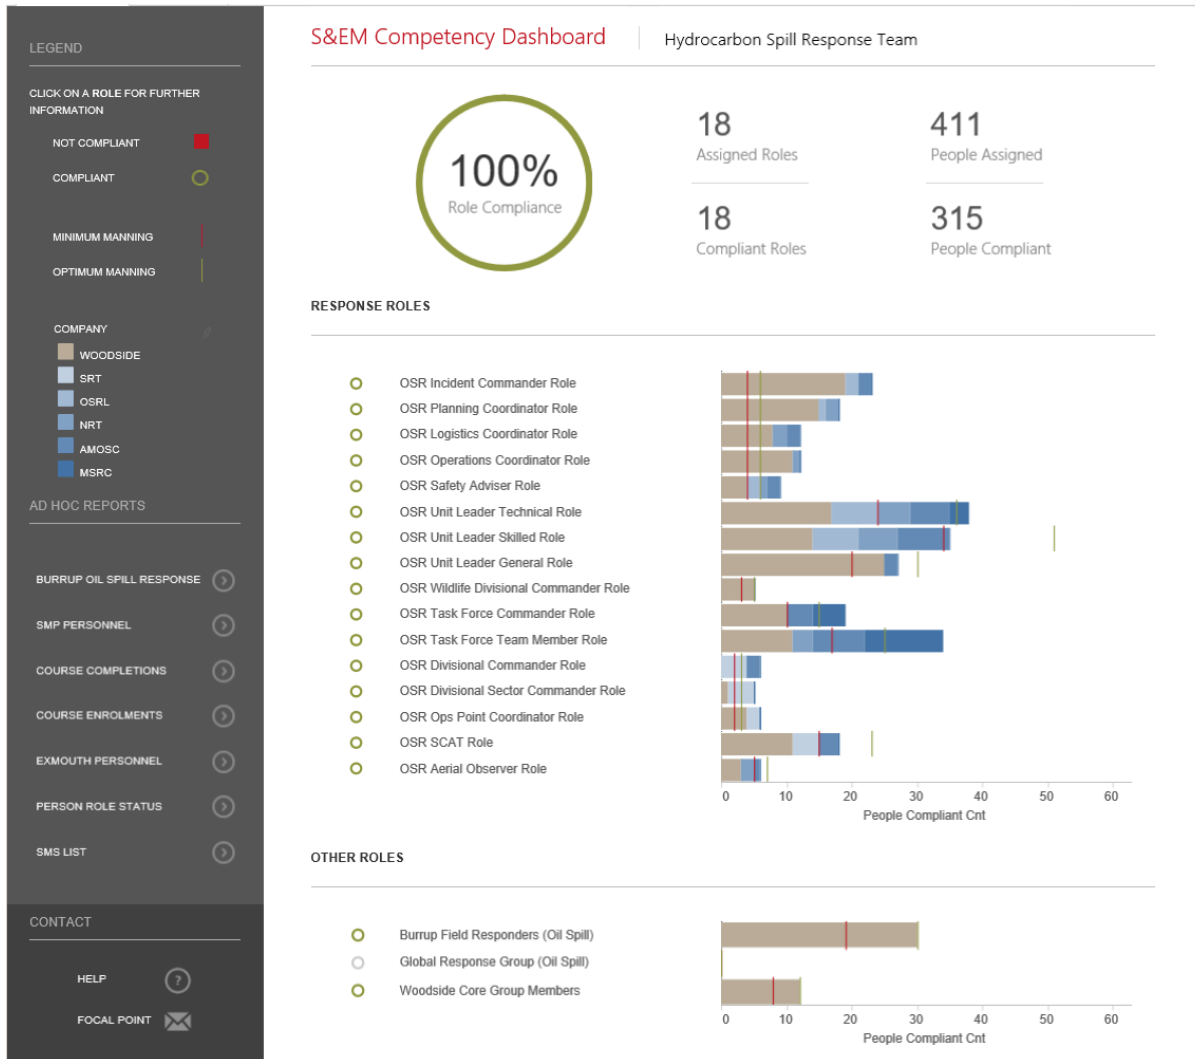 LEGEND
CLICK ON A ROLE FOR FURTHER
INFORMATION
NOT COMPLIANT
COMPLIANT
MINIMUM MANNING
OPTIMUM MANNING
COMPANY
WOODSIDE
SRT
OSRL
NRT
AMOSC
MSRC
AD HOC REPORTS
BURRUP OIL SPILL RESPONSE
SMP PERSONNEL
COURSE COMPLETIONS
COURSE ENROLMENTS
EXMOUTH PERSONNEL
PERSON ROLE STATUS
SMS LIST
CONTACT
HELP ?
FOCAL POINT
S&EM Competency Dashboard
Hydrocarbon Spill Response Team
100%
Role Compliance
18
Assigned Roles
411
People Assigned
18
Compliant Roles
315
People Compliant
RESPONSE ROLES
OSR Incident Commander Role
OSR Planning Coordinator Role
OSR Logistics Coordinator Role
OSR Operations Coordinator Role
OSR Safety Adviser Role
OSR Unit Leader Technical Role
OSR Unit Leader Skilled Role
OSR Unit Leader General Role
OSR Wildlife Divisional Commander Role
OSR Task Force Commander Role
OSR Task Force Team Member Role
OSR Divisional Commander Role
OSR Divisional Sector Commander Role
OSR Ops Point Coordinator Role
OSR SCAT Role
OSR Aerial Observer Role
0 10 20 30 40 50 60
People Compliant Cnt
OTHER ROLES
Burrup Field Responders (Oil Spill)
Global Response Group (Oil Spill)
Woodside Core Group Members
0 10 20 30 40 50 60
People Compliant Cnt